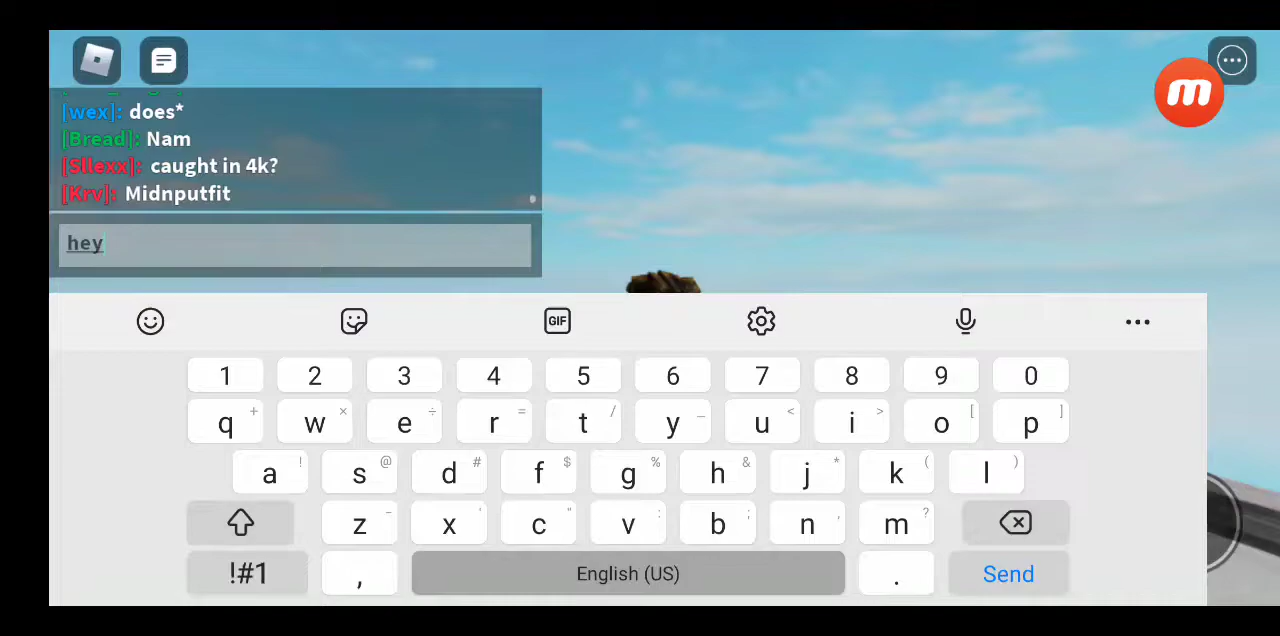 [wex]: does*
[Bread]: Nam
[Sllexx]: caught in 4k?
[Krv]: Midnputfit
hey
GIF
1 2 3 4 5 6 7 8 9 0
q + w × e ÷ r = t / y _ u < i > o [ p ]
a ! s @ d # f $ g % h & j * k ( l )
z - x ' c " v : b ; n , m ?
!#1 , English (US) . Send